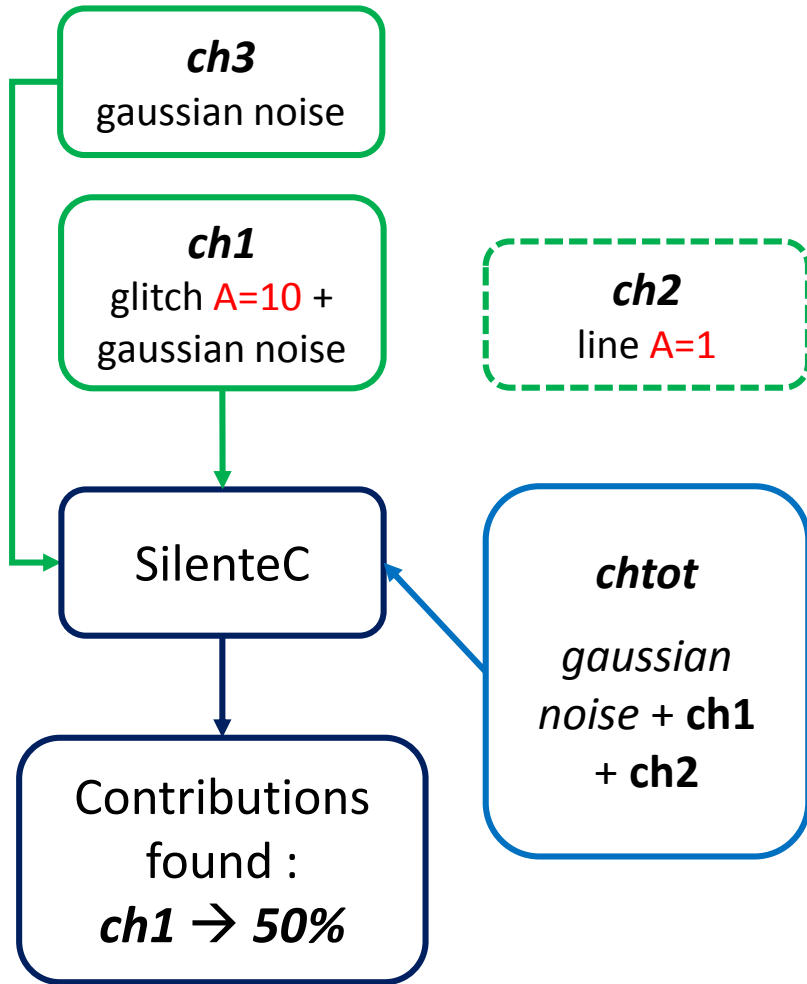 ch3
gaussian noise
ch1
glitch A=10 +
gaussian noise
ch2
line A=1
SilenteC
chtot
gaussian
noise + ch1
+ ch2
Contributions
found :
ch1 → 50%